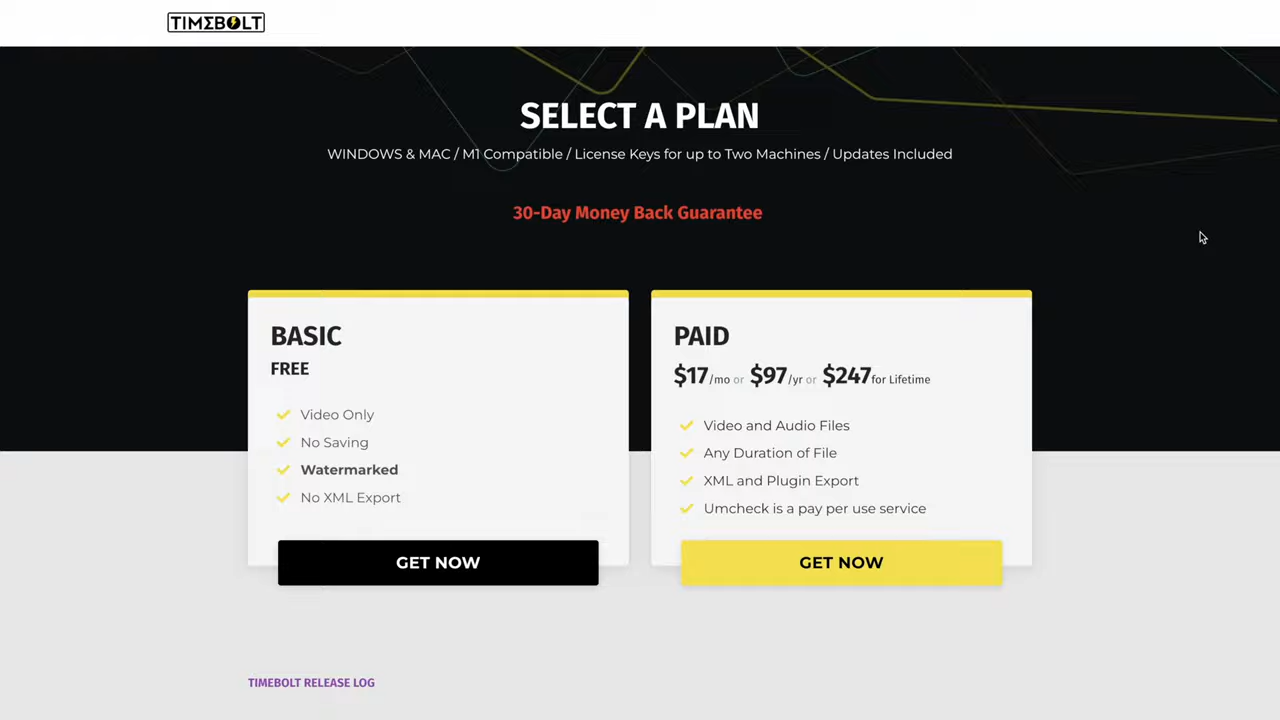 TIMEBOLT
SELECT A PLAN
WINDOWS & MAC / M1 Compatible / License Keys for up to Two Machines / Updates Included
30-Day Money Back Guarantee
BASIC
FREE
Video Only
No Saving
Watermarked
No XML Export
GET NOW
PAID
$17/mo or $97/yr or $247for Lifetime
Video and Audio Files
Any Duration of File
XML and Plugin Export
Umcheck is a pay per use service
GET NOW
TIMEBOLT RELEASE LOG